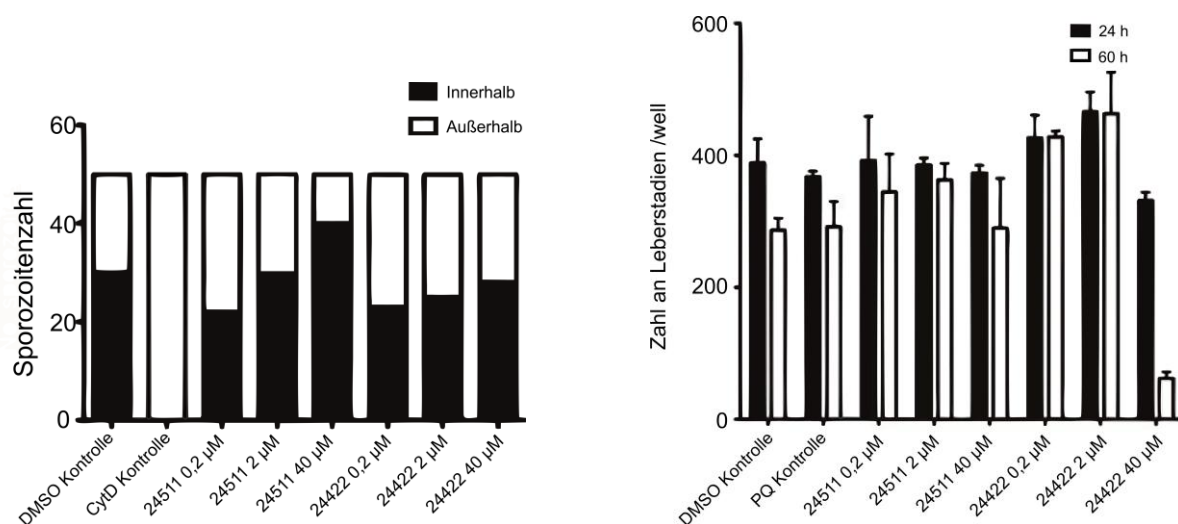 Innerhalb
Außerhalb
Sporozoitenzahl
60
40
20
0
DMSO Kontrolle
CytD Kontrolle
24511 0,2 µM
24511 2 µM
24511 40 µM
24422 0,2 µM
24422 2 µM
24422 40 µM
24 h
60 h
Zahl an Leberstadien /well
600
400
200
0
DMSO Kontrolle
PQ Kontrolle
24511 0,2 µM
24511 2 µM
24511 40 µM
24422 0,2 µM
24422 2 µM
24422 40 µM